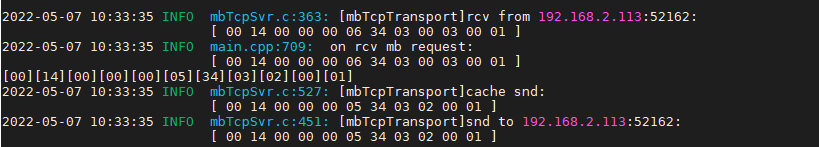 2022-05-07 10:33:35 INFO  mbTcpSvr.c:363: [mbTcpTransport]rcv from 192.168.2.113:52162:
[ 00 14 00 00 00 06 34 03 00 03 00 01 ]
2022-05-07 10:33:35 INFO  main.cpp:709:  on rcv mb request:
[ 00 14 00 00 00 06 34 03 00 03 00 01 ]
[00][14][00][00][00][05][34][03][02][00][01]
2022-05-07 10:33:35 INFO  mbTcpSvr.c:527: [mbTcpTransport]cache snd:
[ 00 14 00 00 00 05 34 03 02 00 01 ]
2022-05-07 10:33:35 INFO  mbTcpSvr.c:451: [mbTcpTransport]snd to 192.168.2.113:52162:
[ 00 14 00 00 00 05 34 03 02 00 01 ]